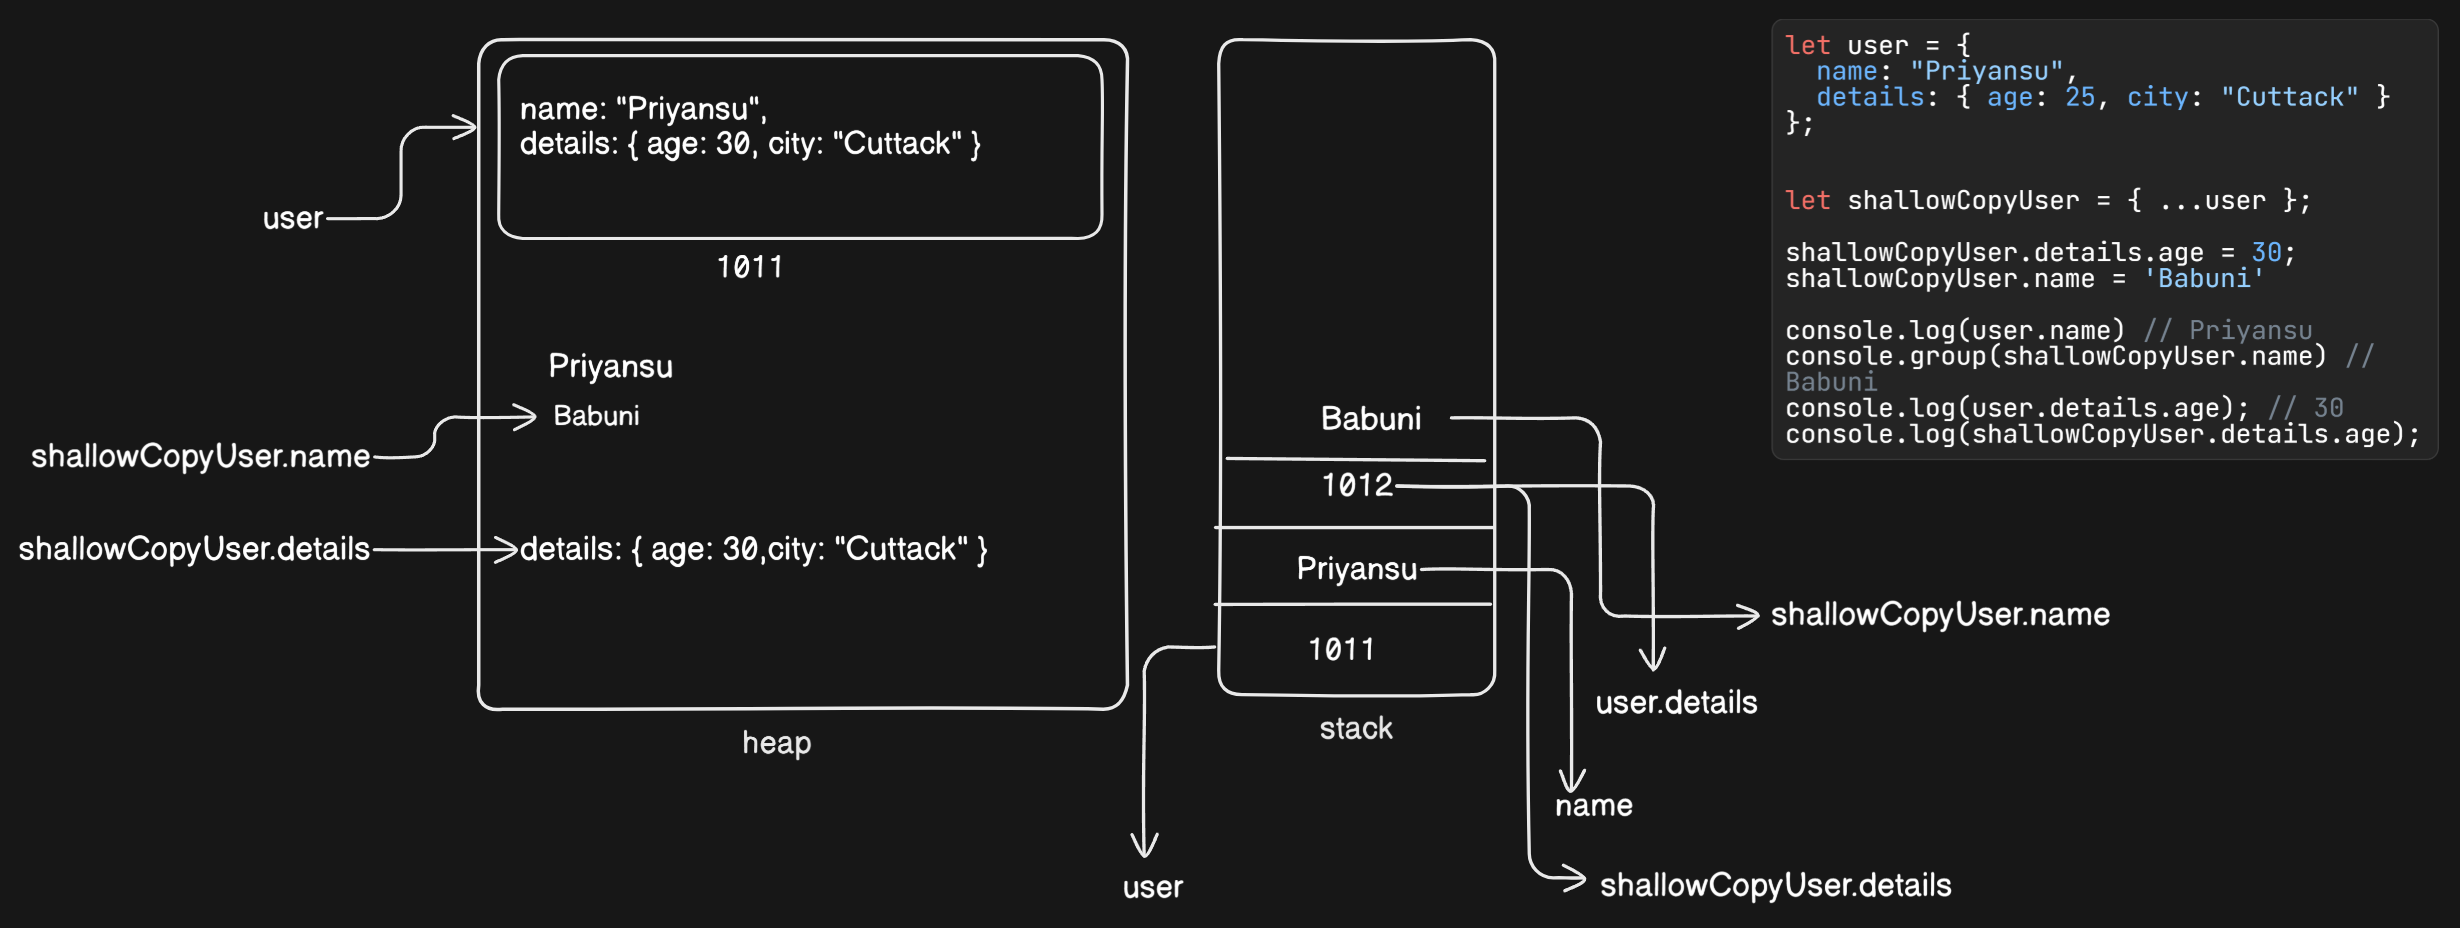 name: "Priyansu",
details: { age: 30, city: "Cuttack" }
user
1011
Priyansu
Babuni
shallowCopyUser.name
shallowCopyUser.details
details: { age: 30,city: "Cuttack" }
heap
Babuni
1012
Priyansu
1011
stack
user
shallowCopyUser.name
user.details
name
shallowCopyUser.details
let user = {
  name: "Priyansu",
  details: { age: 25, city: "Cuttack" }
};
let shallowCopyUser = { ...user };
shallowCopyUser.details.age = 30;
shallowCopyUser.name = 'Babuni'
console.log(user.name) // Priyansu
console.group(shallowCopyUser.name) //
Babuni
console.log(user.details.age); // 30
console.log(shallowCopyUser.details.age);